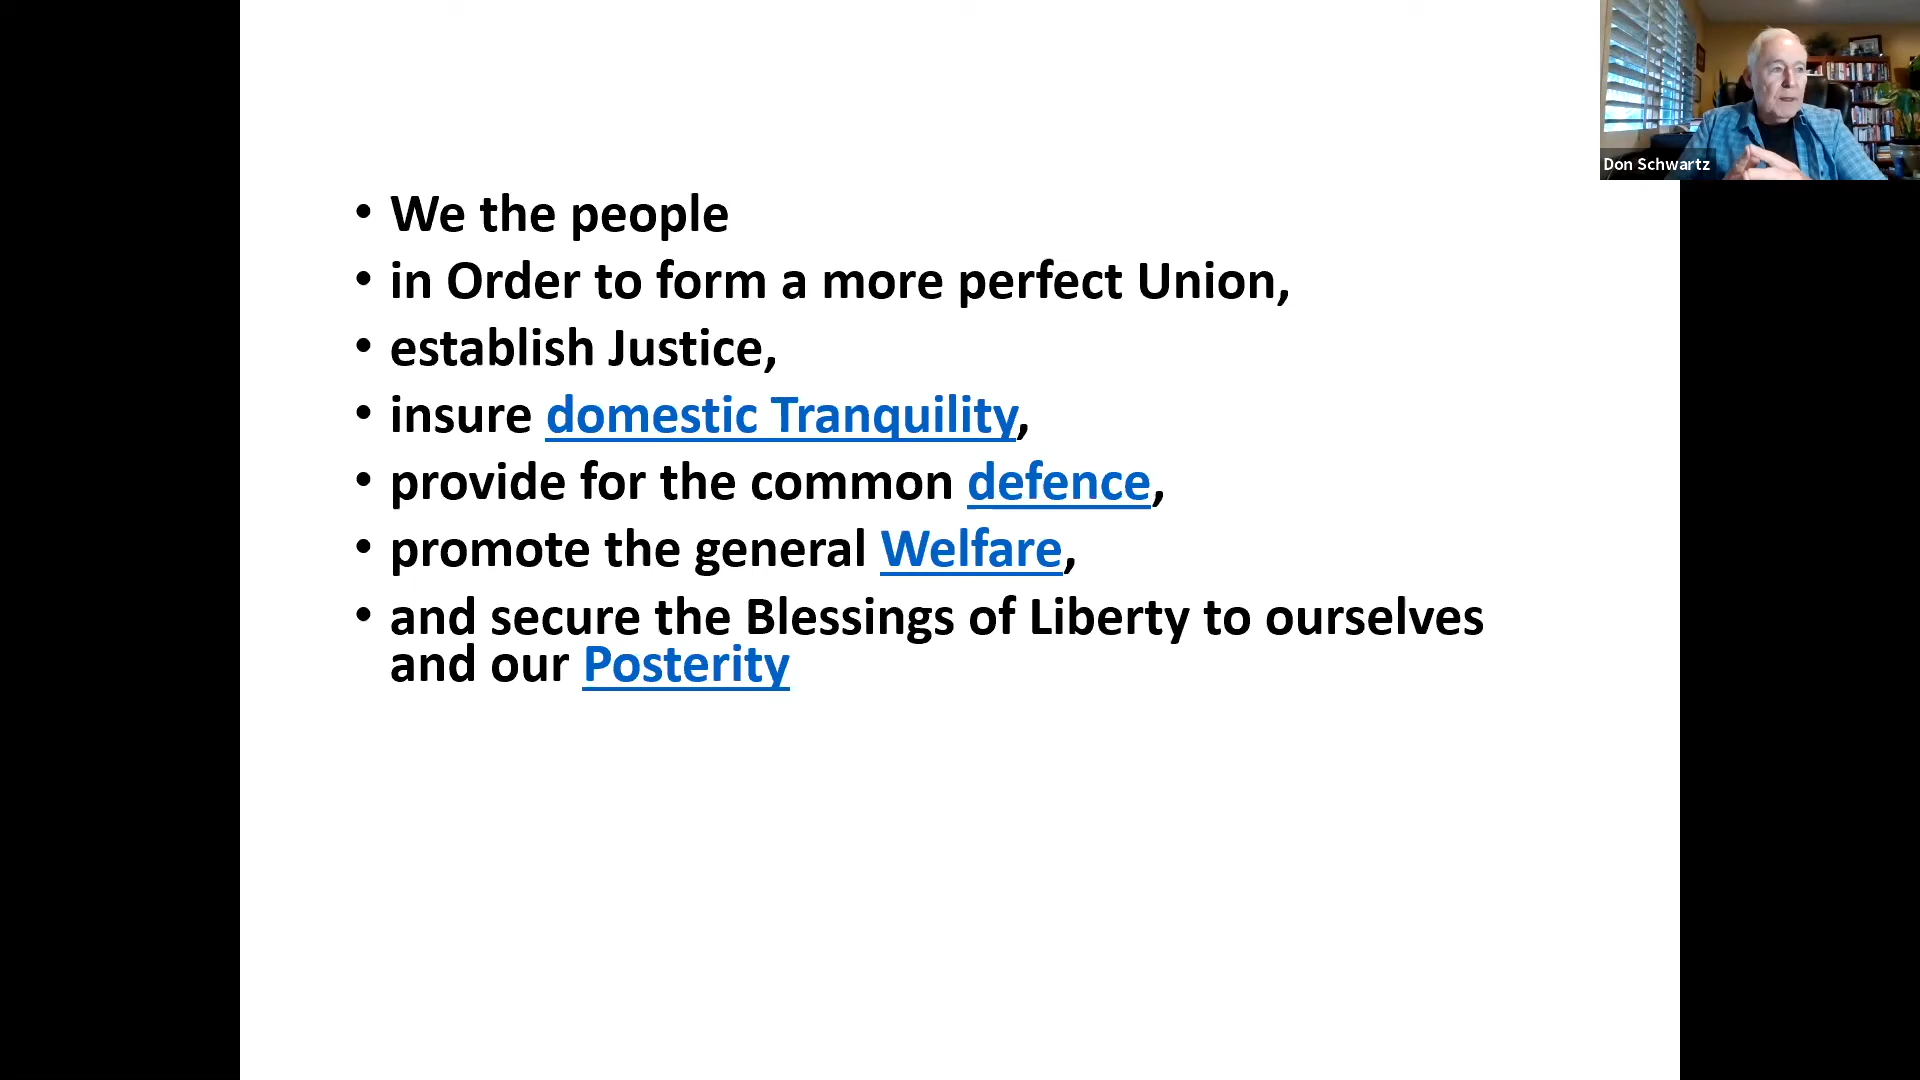 Don Schwartz
• We the people
• in Order to form a more perfect Union,
• establish Justice,
• insure domestic Tranquility,
• provide for the common defence,
• promote the general Welfare,
• and secure the Blessings of Liberty to ourselves
and our Posterity